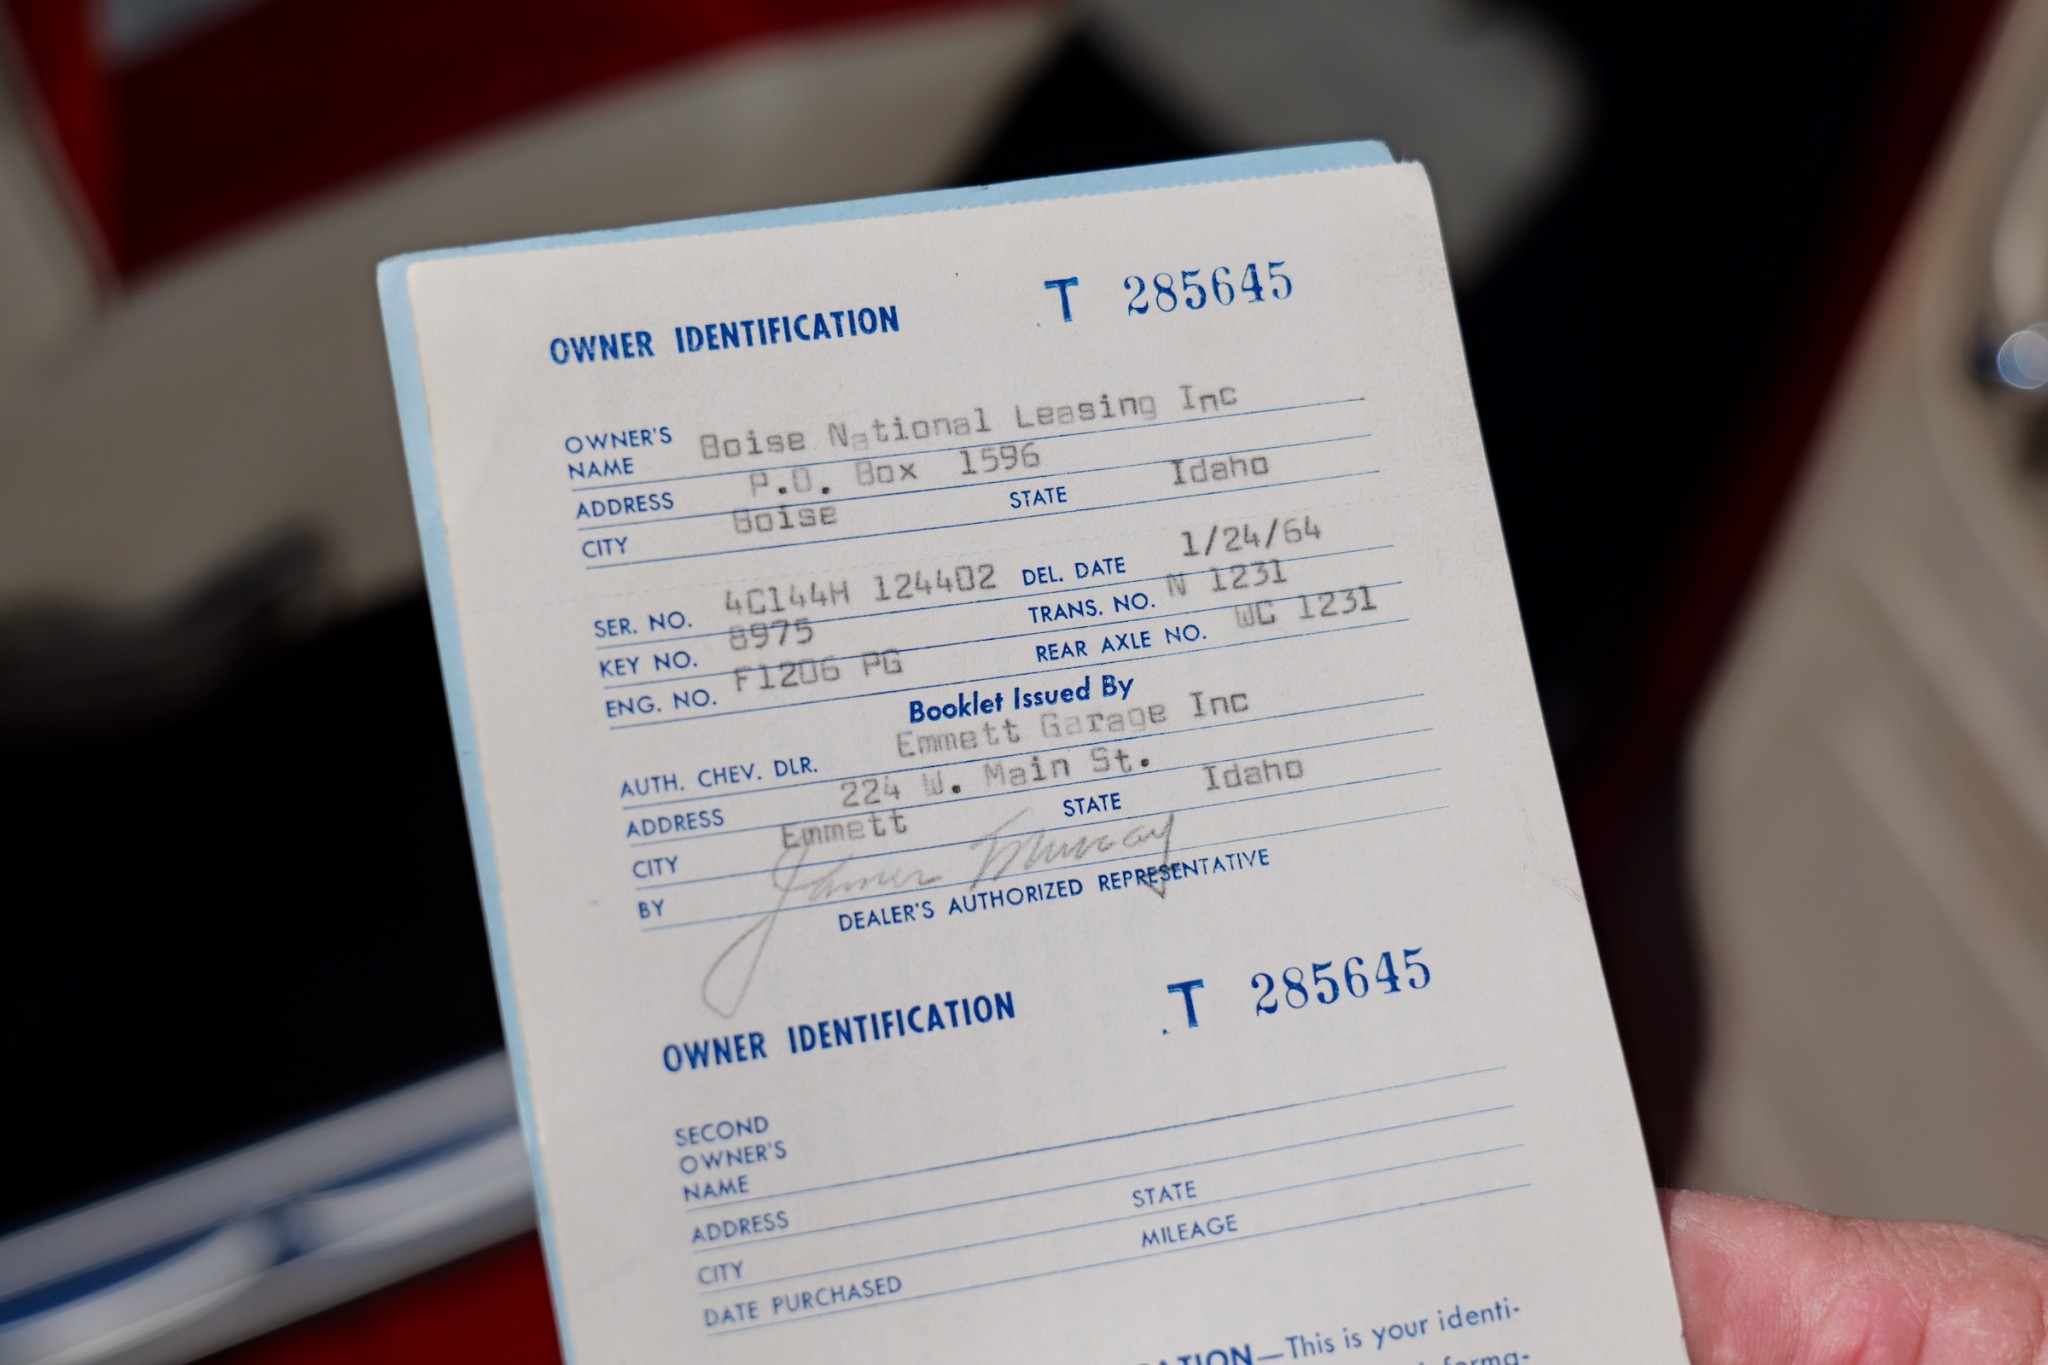 OWNER IDENTIFICATION T 285645
OWNER'S NAME Boise National Leasing Inc
ADDRESS P.O. Box 1596
CITY Boise STATE Idaho
SER. NO. 4C144H 124402 DEL. DATE 1/24/64
KEY NO. 8975 TRANS. NO. N 1231
ENG. NO. F1206 PG REAR AXLE NO. WG 1231
Booklet Issued By
AUTH. CHEV. DLR. Emmett Garage Inc
ADDRESS 224 W. Main St.
CITY Emmett STATE Idaho
BY James Murray
DEALER'S AUTHORIZED REPRESENTATIVE
OWNER IDENTIFICATION T 285645
SECOND
OWNER'S
NAME
ADDRESS
CITY STATE
DATE PURCHASED MILEAGE
—This is your identi-